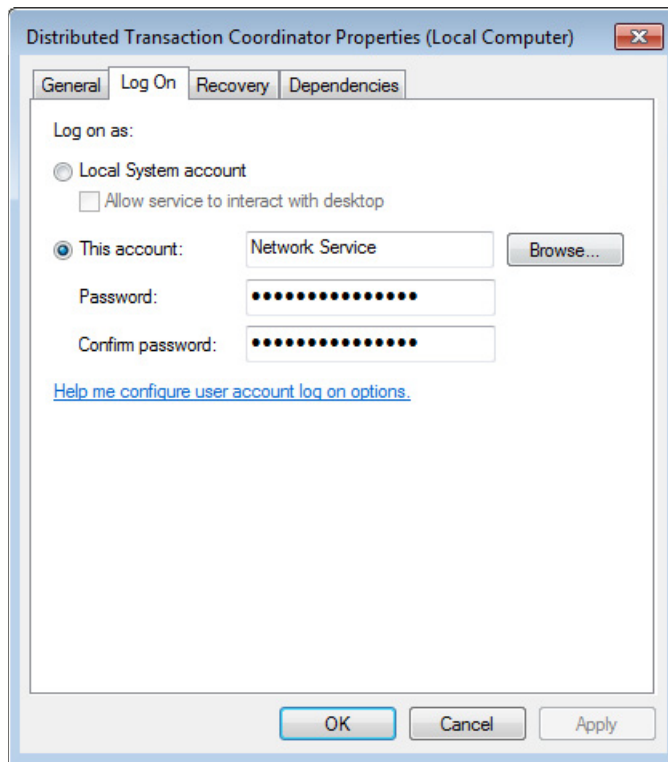 Distributed Transaction Coordinator Properties (Local Computer)
General Log On Recovery Dependencies
Log on as:
Local System account
Allow service to interact with desktop
This account: Network Service Browse...
Password: •••••••••••••••
Confirm password: •••••••••••••••
Help me configure user account log on options.
OK Cancel Apply